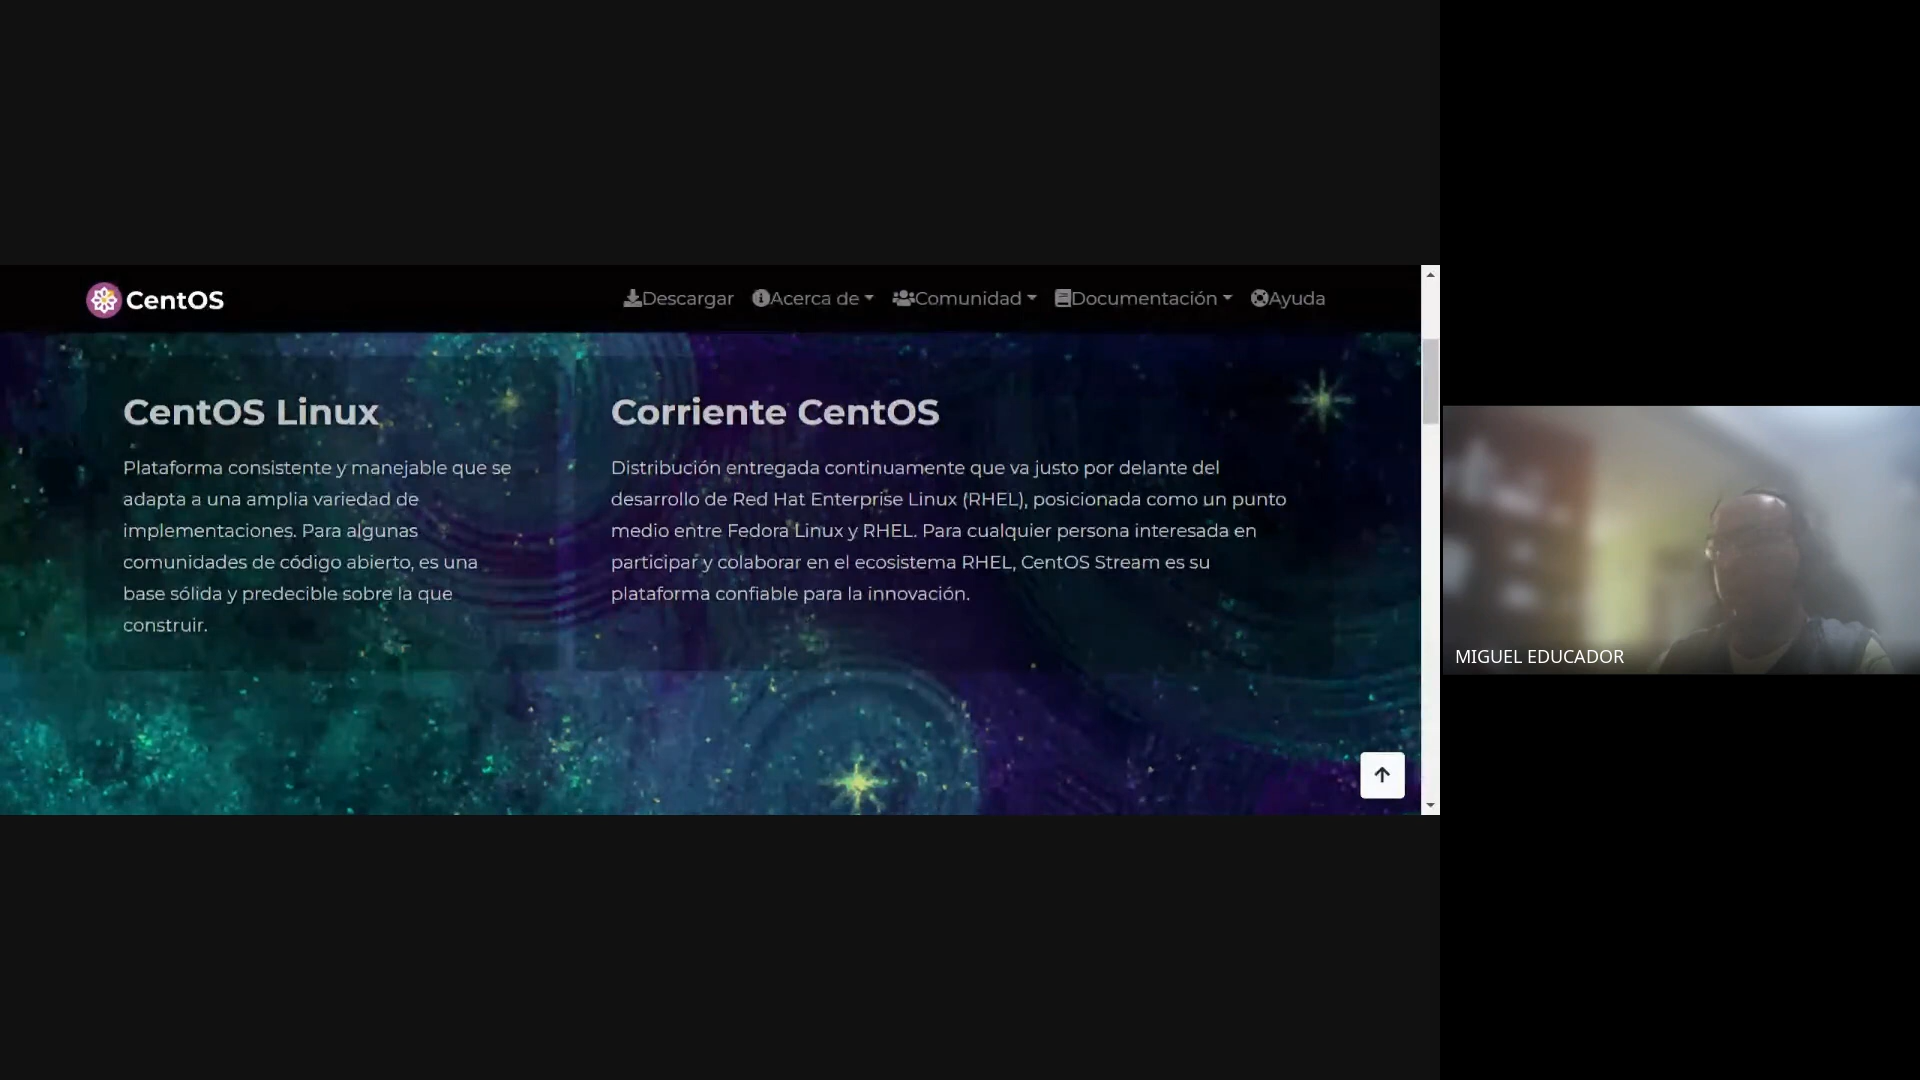 CentOS
Descargar Acerca de Comunidad Documentación Ayuda
CentOS Linux
Plataforma consistente y manejable que se
adapta a una amplia variedad de
implementaciones. Para algunas
comunidades de código abierto, es una
base sólida y predecible sobre la que
construir.
Corriente CentOS
Distribución entregada continuamente que va justo por delante del
desarrollo de Red Hat Enterprise Linux (RHEL), posicionada como un punto
medio entre Fedora Linux y RHEL. Para cualquier persona interesada en
participar y colaborar en el ecosistema RHEL, CentOS Stream es su
plataforma confiable para la innovación.
MIGUEL EDUCADOR